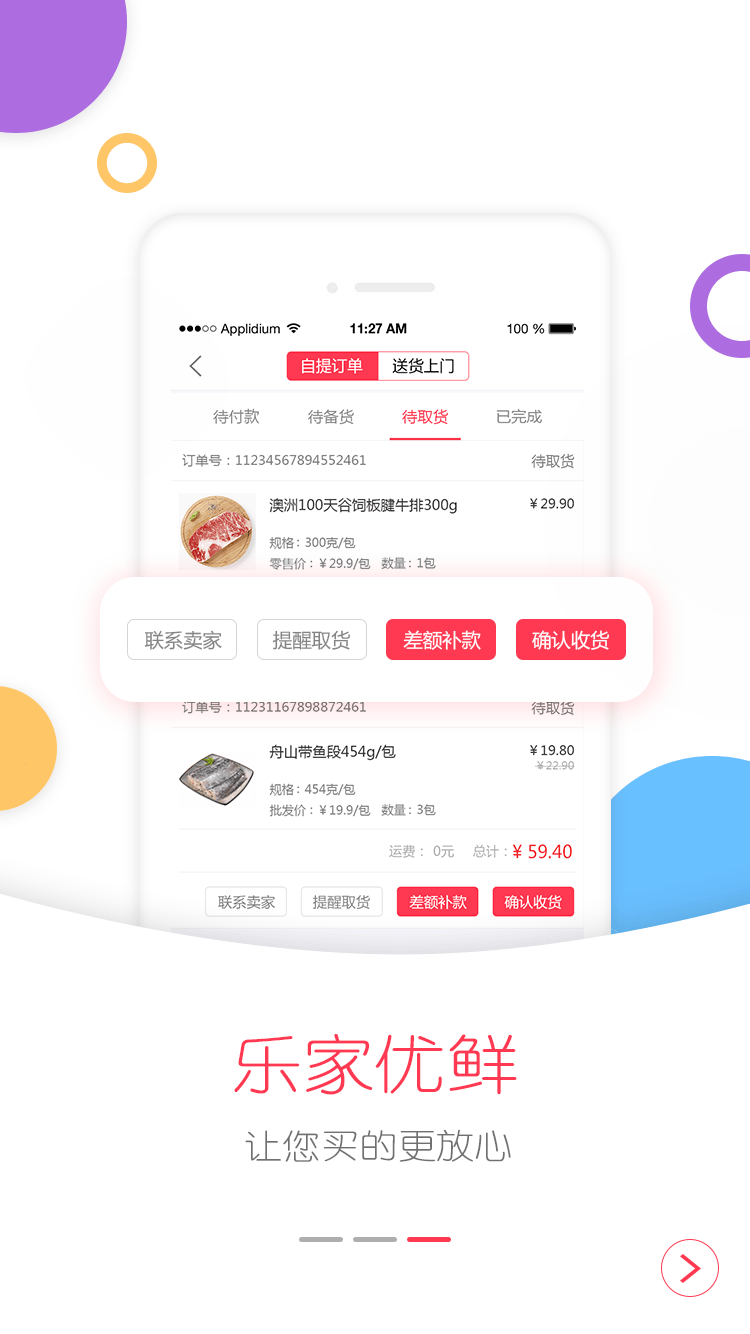 Applidium 11:27 AM 100 %
自提订单 送货上门
待付款 待备货 待取货 已完成
订单号：11234567894552461 待取货
澳洲100天谷饲板腱牛排300g ￥29.90
规格：300克/包
零售价：￥29.9/包 数量：1包
联系卖家 提醒取货 差额补款 确认收货
订单号：11231167898872461 待取货
舟山带鱼段454g/包 ￥19.80
￥22.90
规格：454克/包
批发价：￥19.9/包 数量：3包
运费： 0元 总计：￥ 59.40
联系卖家 提醒取货 差额补款 确认收货
乐家优鲜
让您买的更放心